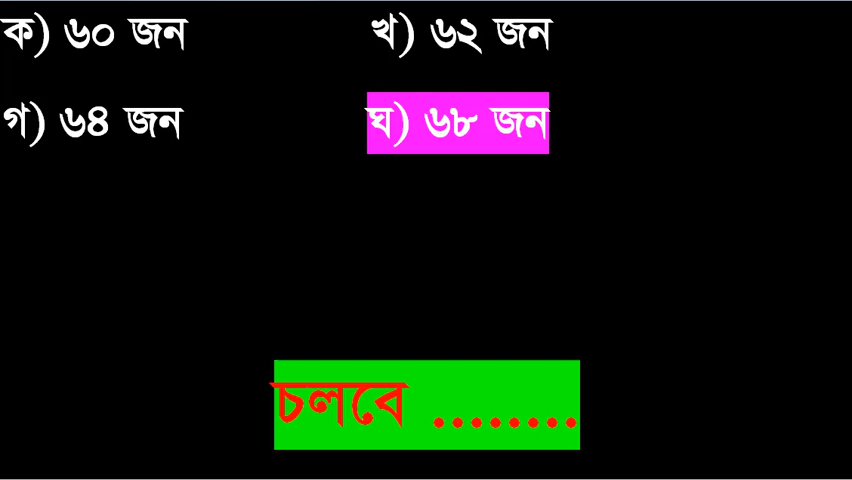 ক) ৬০ জন খ) ৬২ জন
গ) ৬৪ জন ঘ) ৬৮ জন
চলবে ........